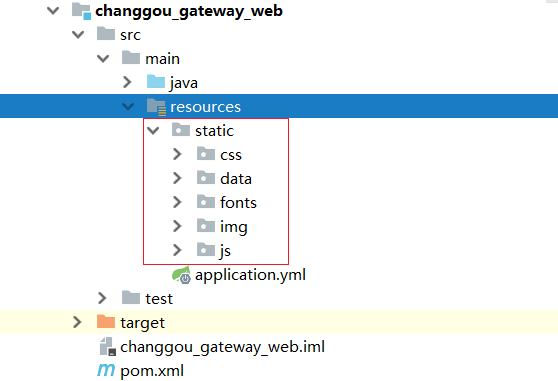 changgou_gateway_web
src
main
java
resources
static
css
data
fonts
img
js
application.yml
test
target
changgou_gateway_web.iml
pom.xml